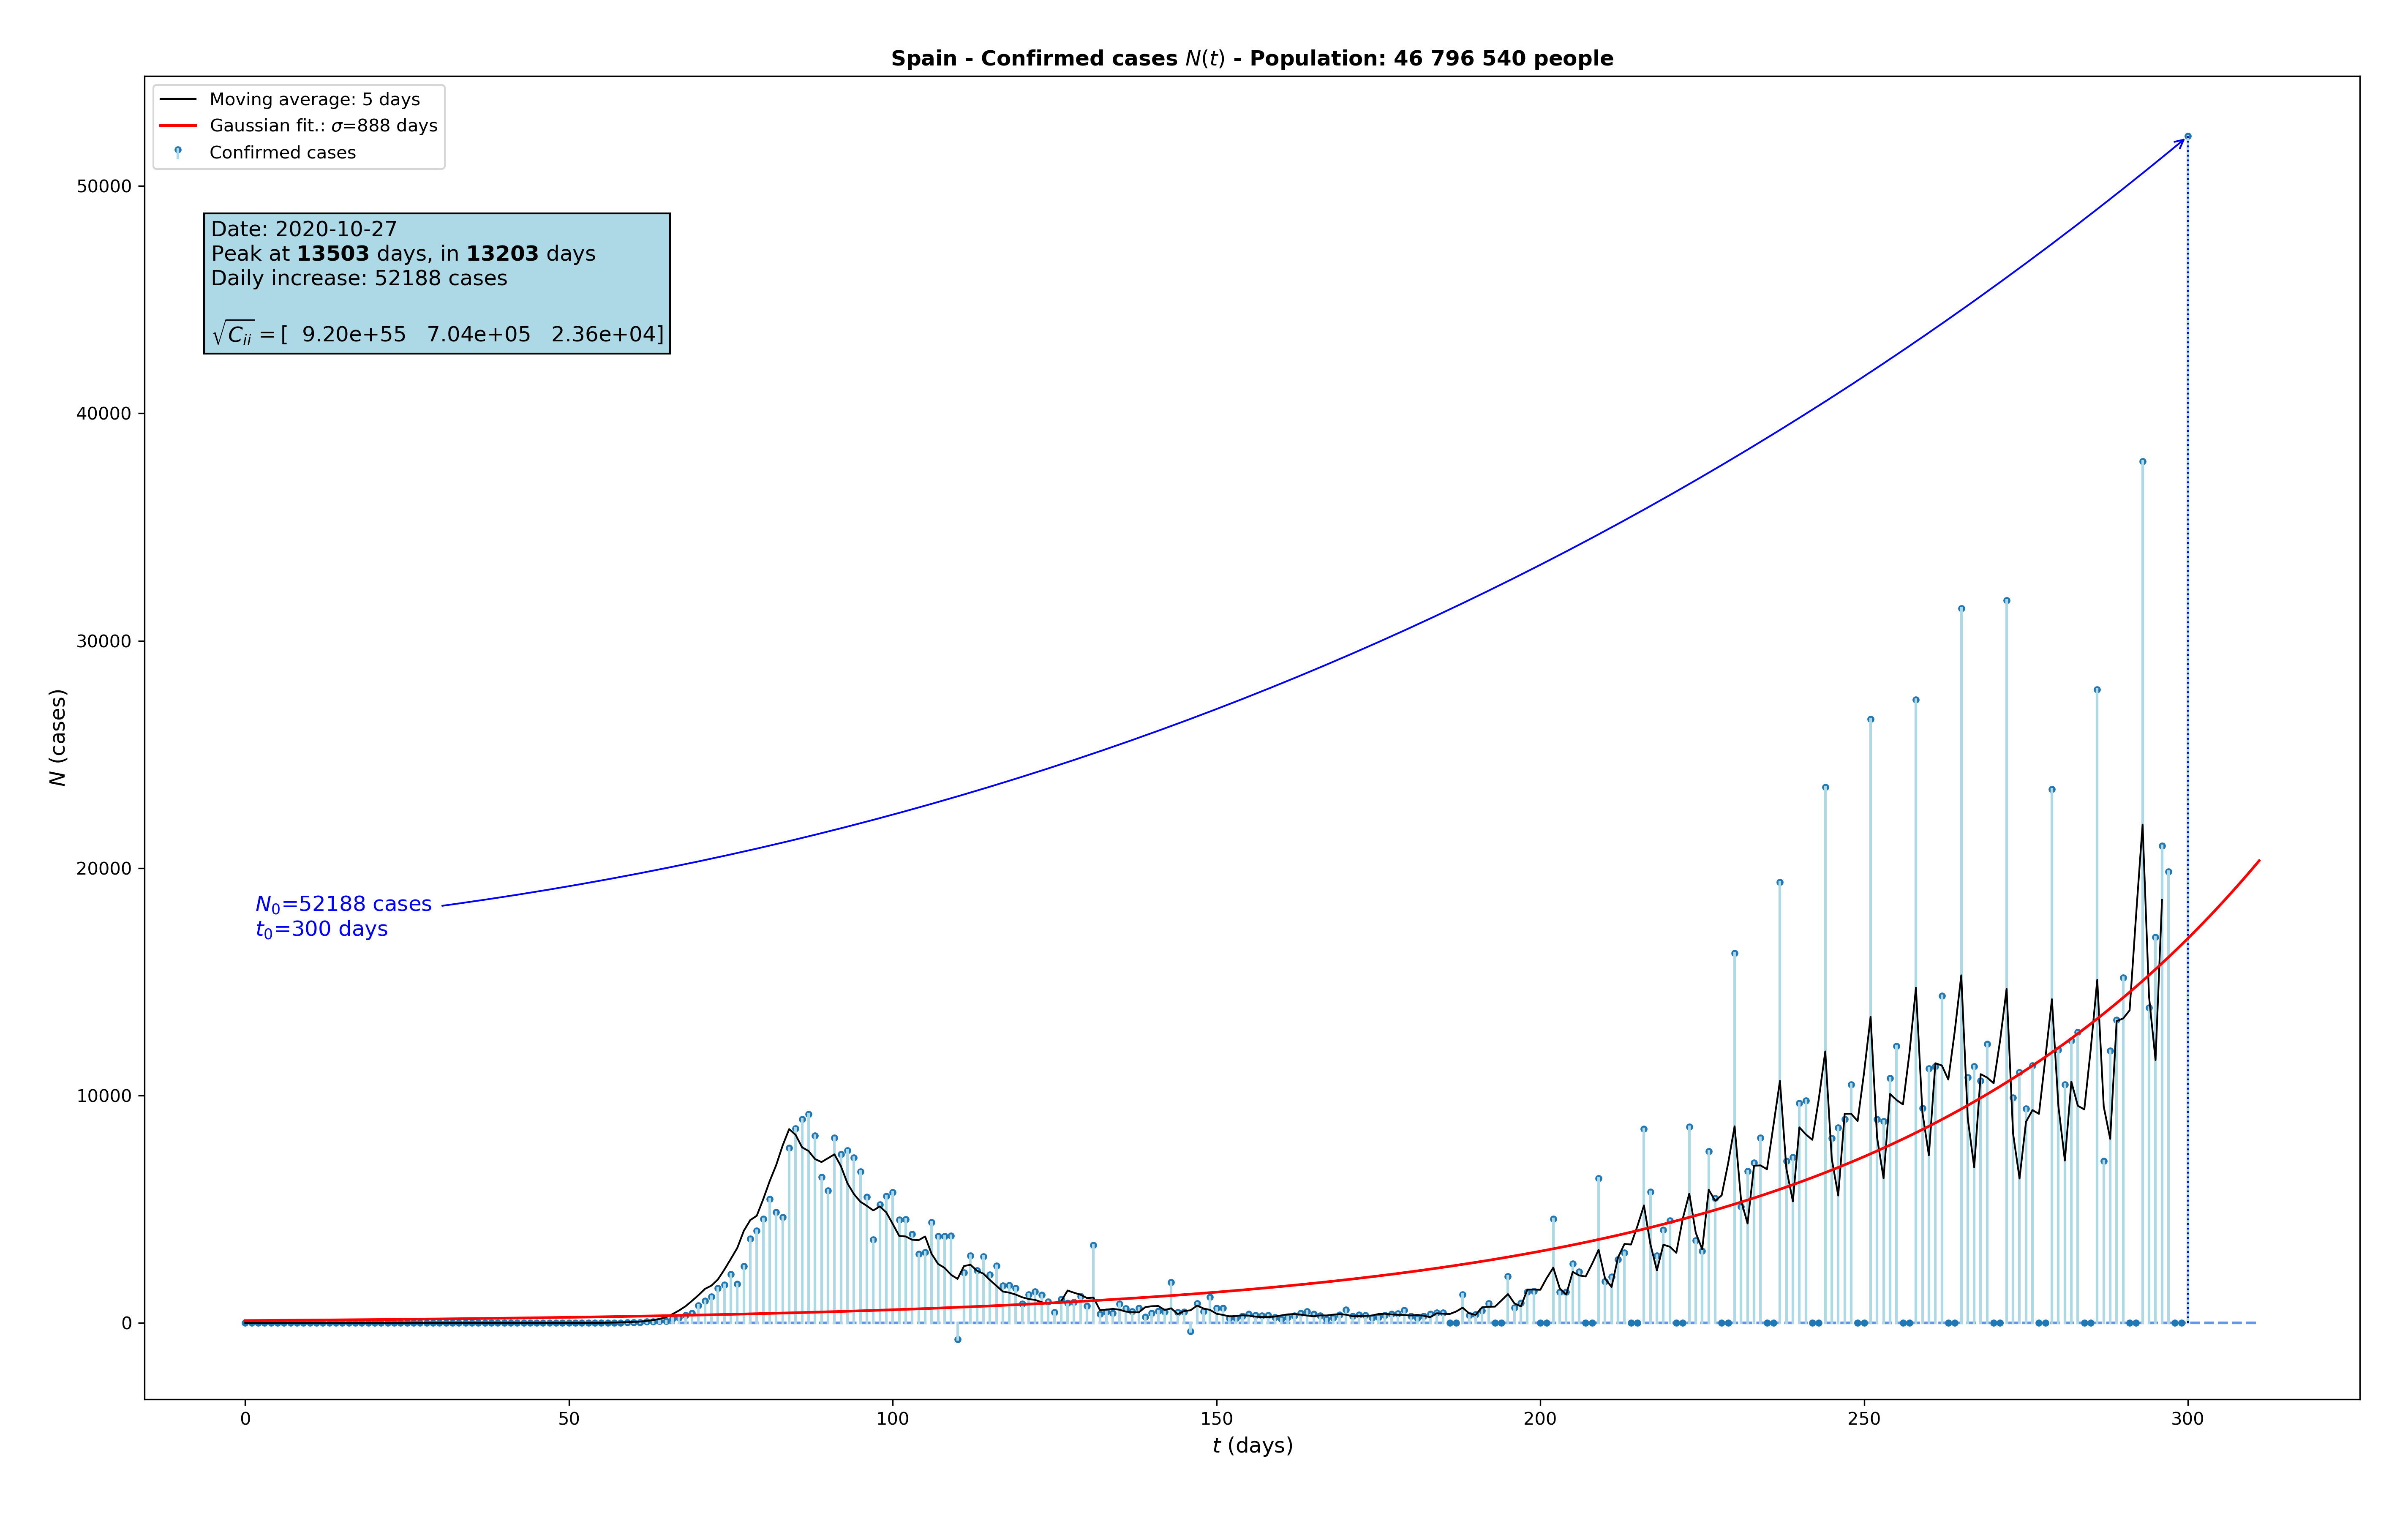 Spain - Confirmed cases N(t) - Population: 46 796 540 people
Moving average: 5 days
Gaussian fit.: σ=888 days
Confirmed cases
Date: 2020-10-27
Peak at 13503 days, in 13203 days
Daily increase: 52188 cases
√Cᵢᵢ = [ 9.20e+55 7.04e+05 2.36e+04]
N₀=52188 cases
t₀=300 days
N (cases)
50000
40000
30000
20000
10000
0
0 50 100 150 200 250 300
t (days)